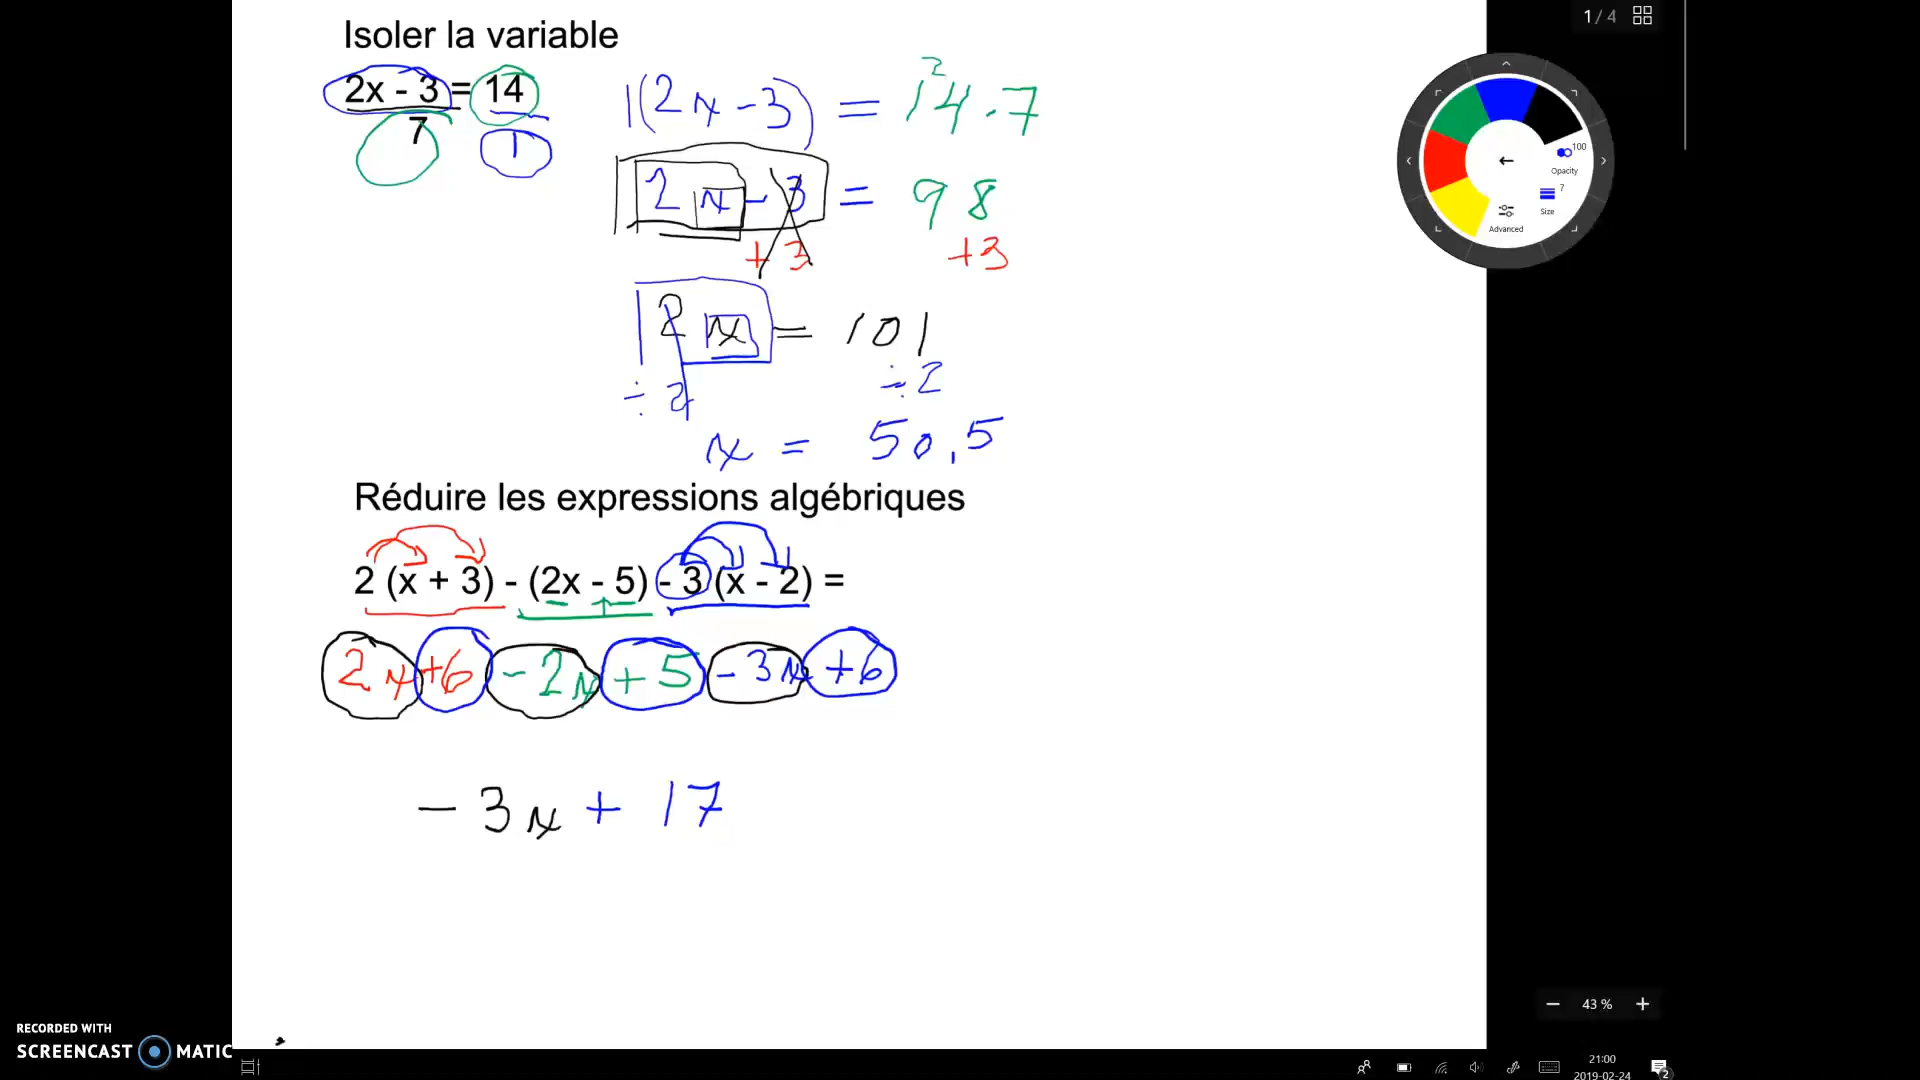 Isoler la variable
2x - 3 = 14
7 1
1(2x - 3) = 14 . 7
2
2x - 3 = 98
+ 3 +3
2x = 101
÷ 2 ÷ 2
x = 50,5
Réduire les expressions algébriques
2 (x + 3) - (2x - 5) - 3 (x - 2) =
2x +6 - 2x + 5 - 3x + 6
- 3x + 17
1 / 4
100
Opacity
7
Size
Advanced
43 %
RECORDED WITH
SCREENCAST MATIC
21:00
2019-02-24
2